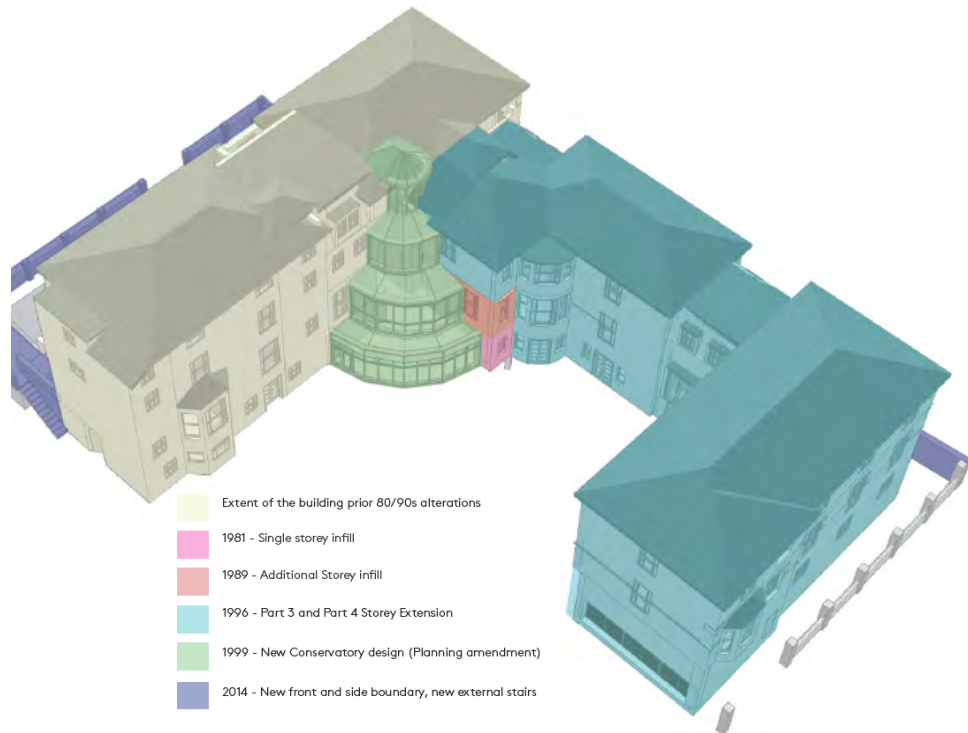 Extent of the building prior 80/90s alterations
1981 - Single storey infill
1989 - Additional Storey infill
1996 - Part 3 and Part 4 Storey Extension
1999 - New Conservatory design (Planning amendment)
2014 - New front and side boundary, new external stairs